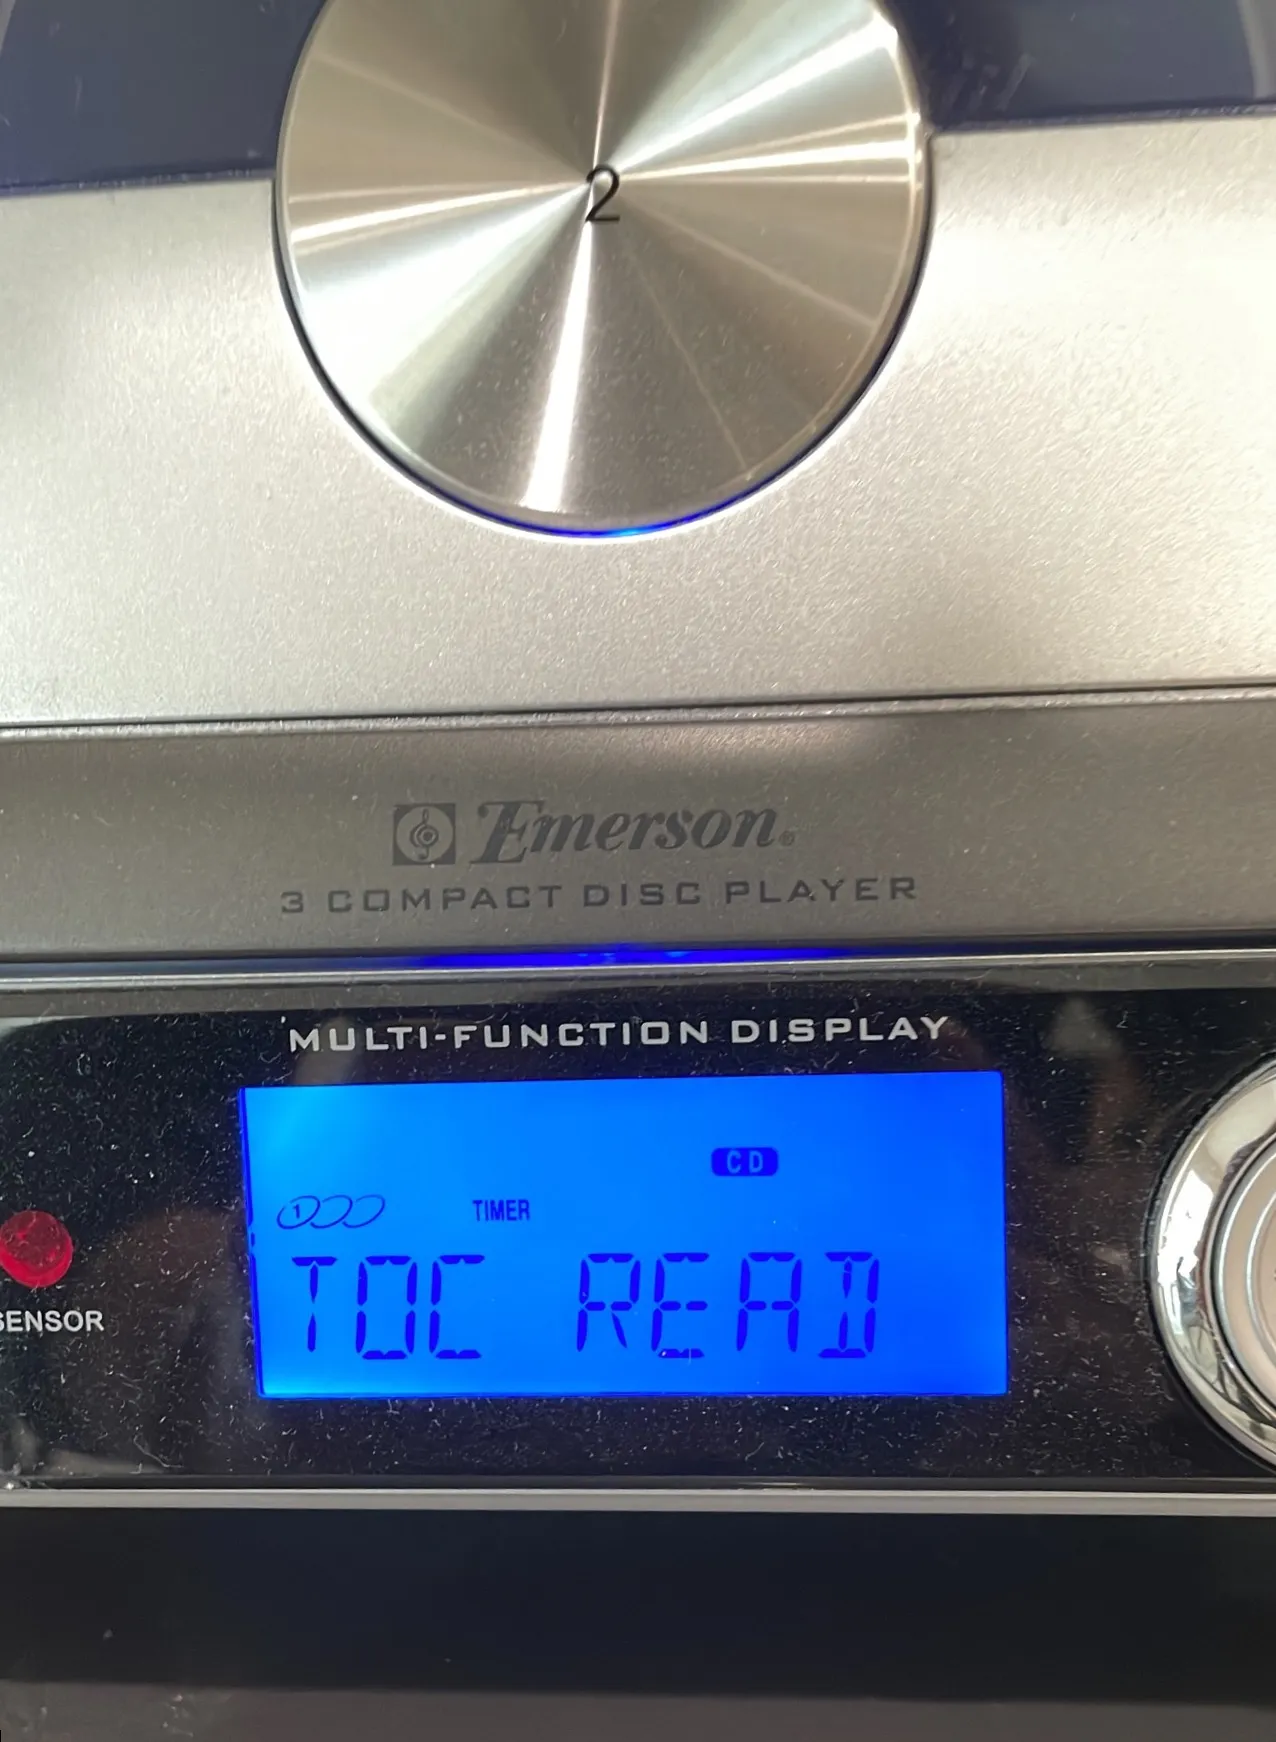 2
Emerson®
3 COMPACT DISC PLAYER
MULTI-FUNCTION DISPLAY
CD
1 TIMER
TOC READ
SENSOR